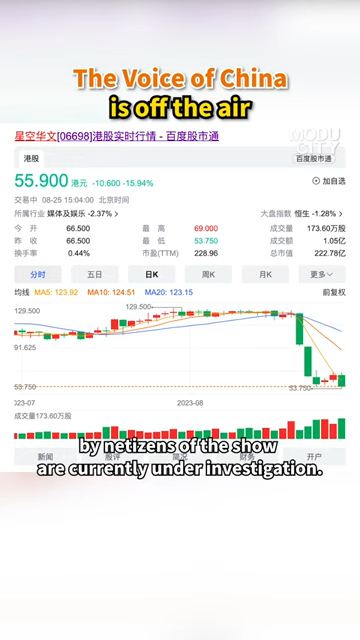 The Voice of China
is off the air
星空华文[06698]港股实时行情 - 百度股市通
MODU
CITY
港股
百度股市通
55.900 港元 -10.600 -15.94%
加自选
交易中 08-25 15:04:00 北京时间
所属行业 媒体及娱乐 -2.37% >
大盘指数 恒生 -1.28% >
今 开 66.500 最 高 69.000 成交量 173.60万股
昨 收 66.500 最 低 53.750 成交额 1.05亿
换手率 0.44% 市盈(TTM) 228.96 总市值 222.78亿
分时 五日 日K 周K 月K 更多
均线 MA5: 123.92 MA10: 124.51 MA20: 123.15 前复权
129.500
129.500
91.625
53.750
53.750
023-07 2023-08
成交量173.60万股
by netizens of the show
are currently under investigation.
新闻 股评 简况 财务 开户